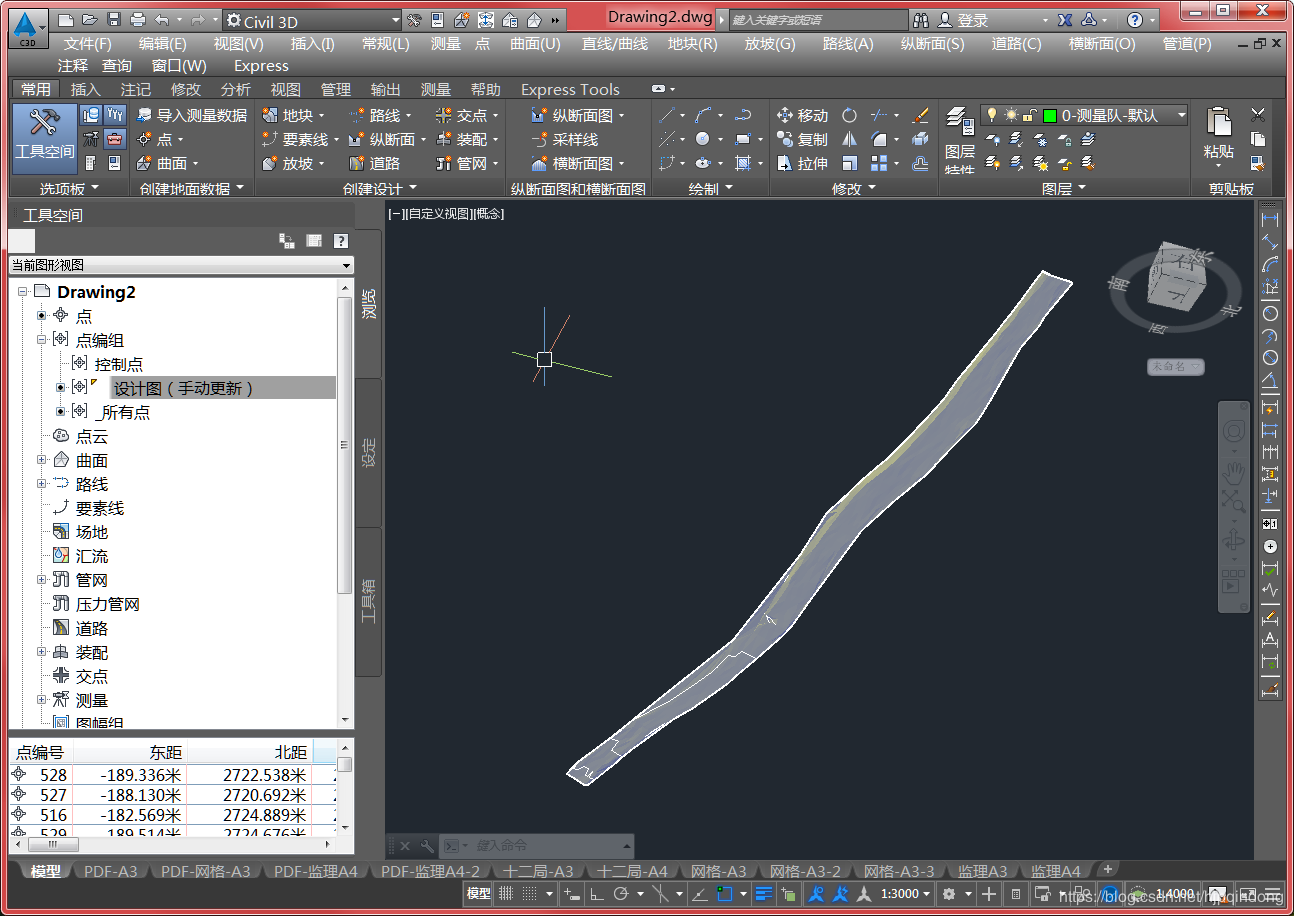 Civil 3D
Drawing2.dwg
键入关键字或短语
登录
C3D
文件(F) 编辑(E) 视图(V) 插入(I) 常规(L) 测量 点 曲面(U) 直线/曲线 地块(R) 放坡(G) 路线(A) 纵断面(S) 道路(C) 横断面(O) 管道(P)
注释 查询 窗口(W) Express
常用 插入 注记 修改 分析 视图 管理 输出 测量 帮助 Express Tools
导入测量数据 地块 路线 交点 纵断面图 移动 0-测量队-默认
工具空间 点 要素线 纵断面 装配 采样线 复制 图层特性 粘贴
曲面 放坡 道路 管网 横断面图 拉伸
选项板 创建地面数据 创建设计 纵断面图和横断面图 绘制 修改 图层 剪贴板
工具空间
[−][自定义视图][概念]
当前图形视图
Drawing2
点
点编组
控制点
设计图（手动更新）
_所有点
点云
曲面
路线
要素线
场地
汇流
管网
压力管网
道路
装配
交点
测量
图幅组
浏览
设定
工具箱
南
东
下
西
北
未命名
点编号 东距 北距
528 -189.336米 2722.538米
527 -188.130米 2720.692米
516 -182.569米 2724.889米
529 -189.514米 2724.676米
键入命令
模型 PDF-A3 PDF-网格-A3 PDF-监理A4 PDF-监理A4-2 十二局-A3 十二局-A4 网格-A3 网格-A3-2 网格-A3-3 监理A3 监理A4 +
模型 1:3000 1:4000